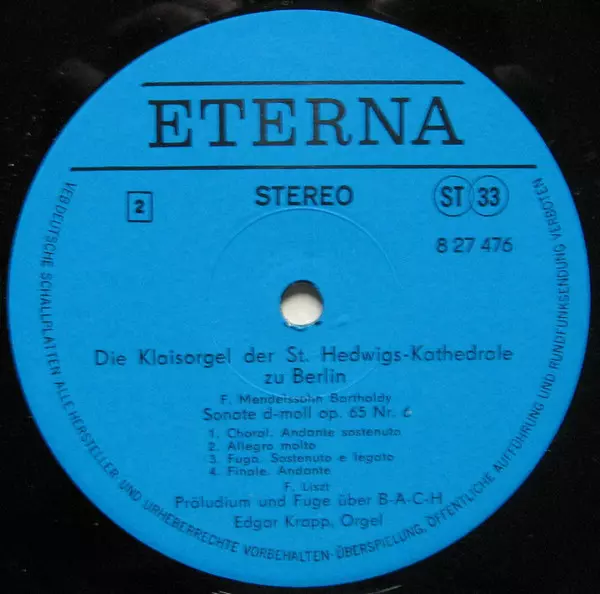 ETERNA
2
STEREO
ST 33
8 27 476
Die Klaisorgel der St. Hedwigs-Kathedrale
zu Berlin
F. Mendelssohn Bartholdy
Sonate d-moll op. 65 Nr. 6
1. Choral. Andante sostenuto
2. Allegro molto
3. Fuga. Sostenuto e legato
4. Finale. Andante
F. Liszt
Präludium und Fuge über B-A-C-H
Edgar Krapp, Orgel
VEB DEUTSCHE SCHALLPLATTEN ALLE HERSTELLER- UND URHEBERRECHTE VORBEHALTEN-ÜBERSPIELUNG, ÖFFENTLICHE AUFFÜHRUNG UND RUNDFUNKSENDUNG VERBOTEN